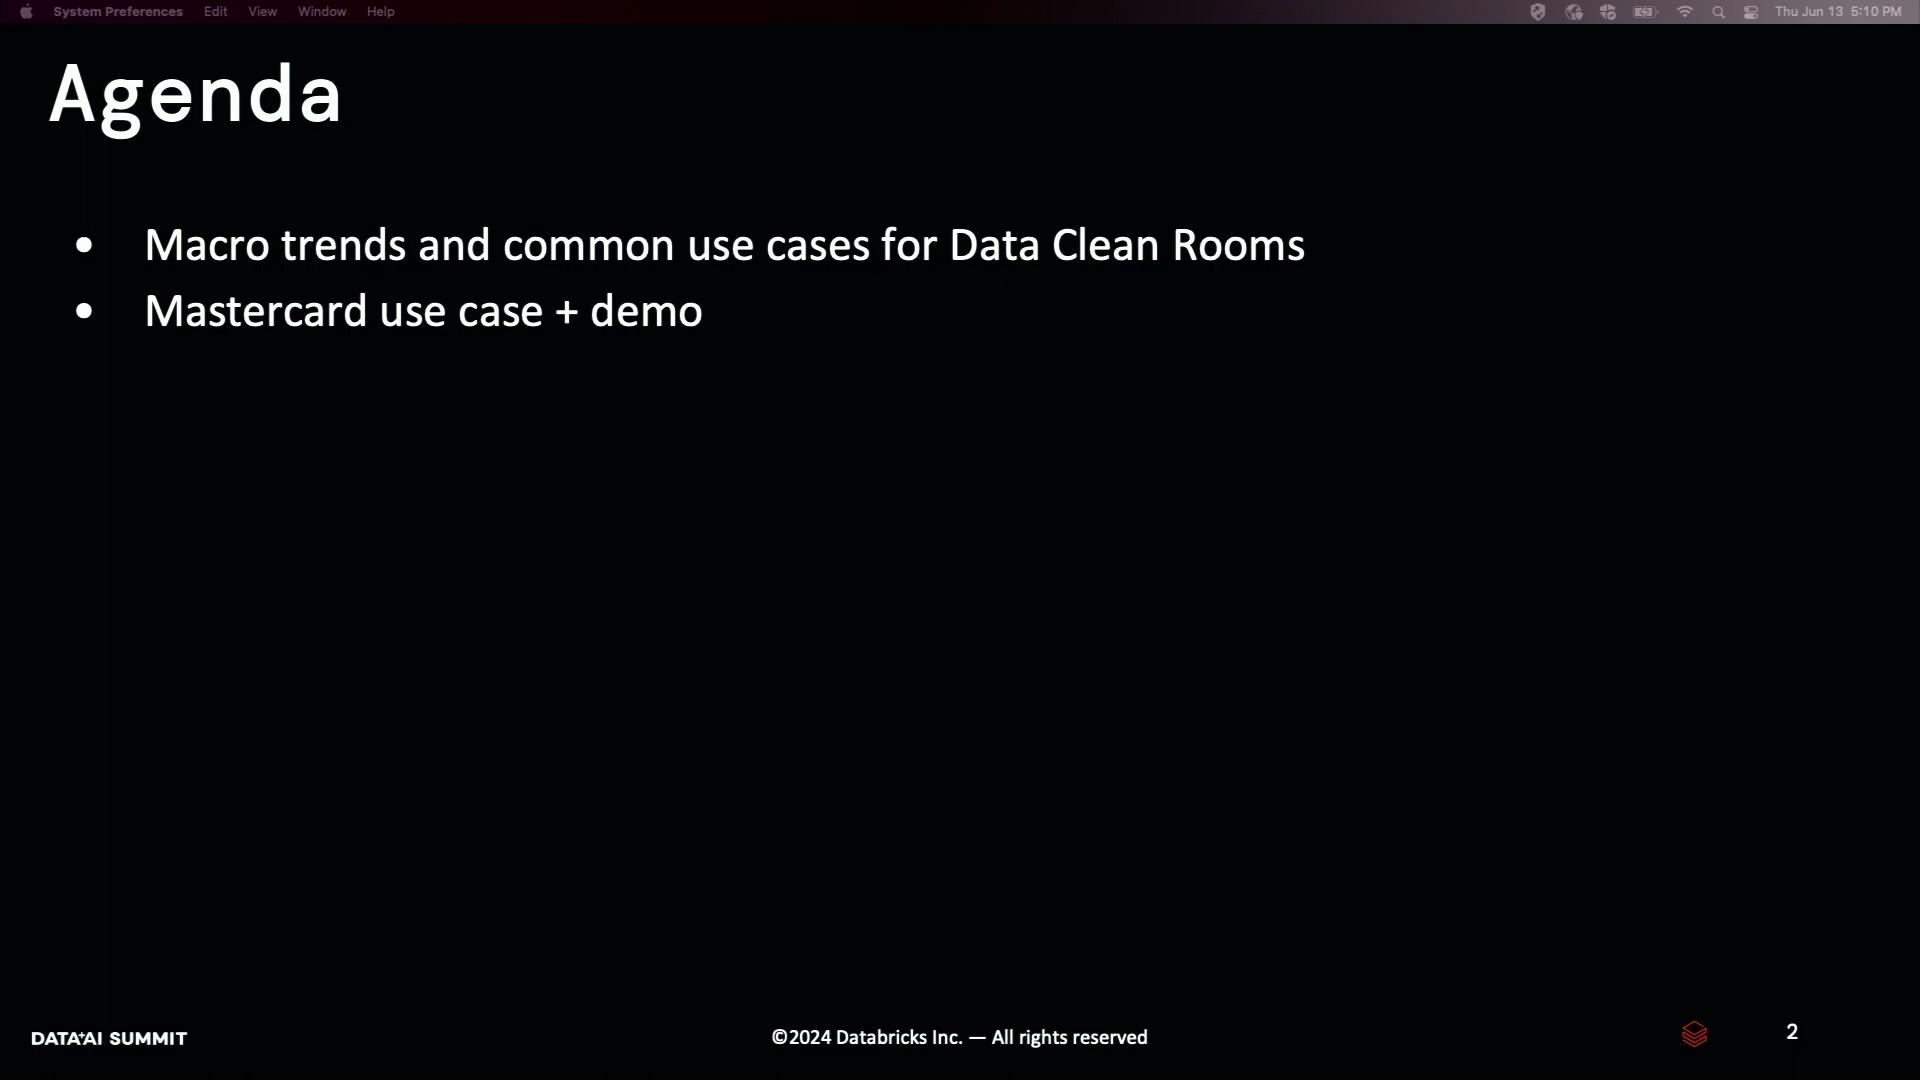 System Preferences Edit View Window Help Thu Jun 13 5:10 PM
Agenda
• Macro trends and common use cases for Data Clean Rooms
• Mastercard use case + demo
DATA+AI SUMMIT ©2024 Databricks Inc. — All rights reserved 2